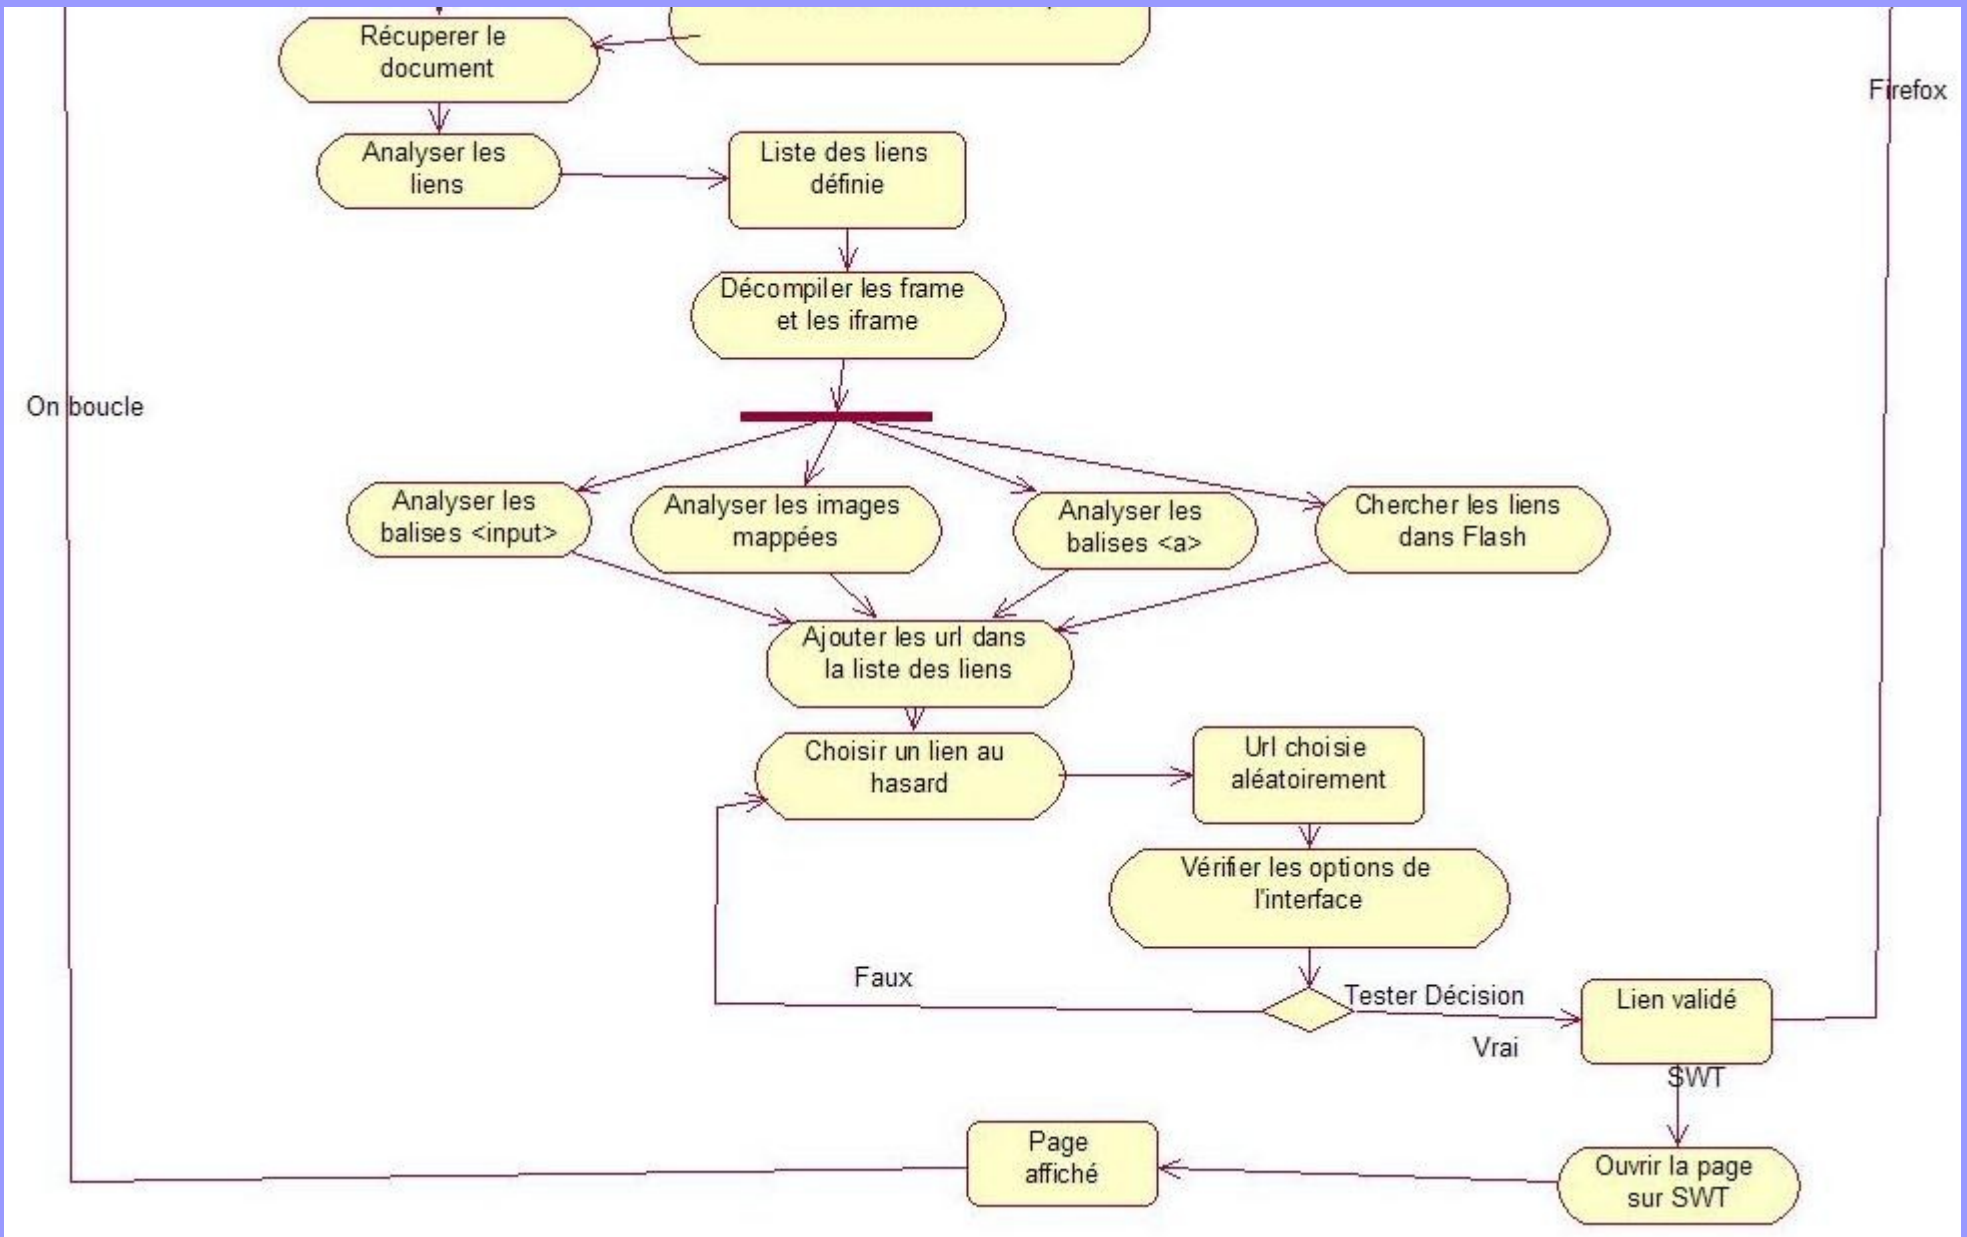 Récuperer le
document
Firefox
Analyser les
liens
Liste des liens
définie
Décompiler les frame
et les iframe
On boucle
Analyser les
balises <input>
Analyser les images
mappées
Analyser les
balises <a>
Chercher les liens
dans Flash
Ajouter les url dans
la liste des liens
Choisir un lien au
hasard
Url choisie
aléatoirement
Vérifier les options de
l'interface
Faux
Tester Décision
Lien validé
Vrai
SWT
Page
affiché
Ouvrir la page
sur SWT